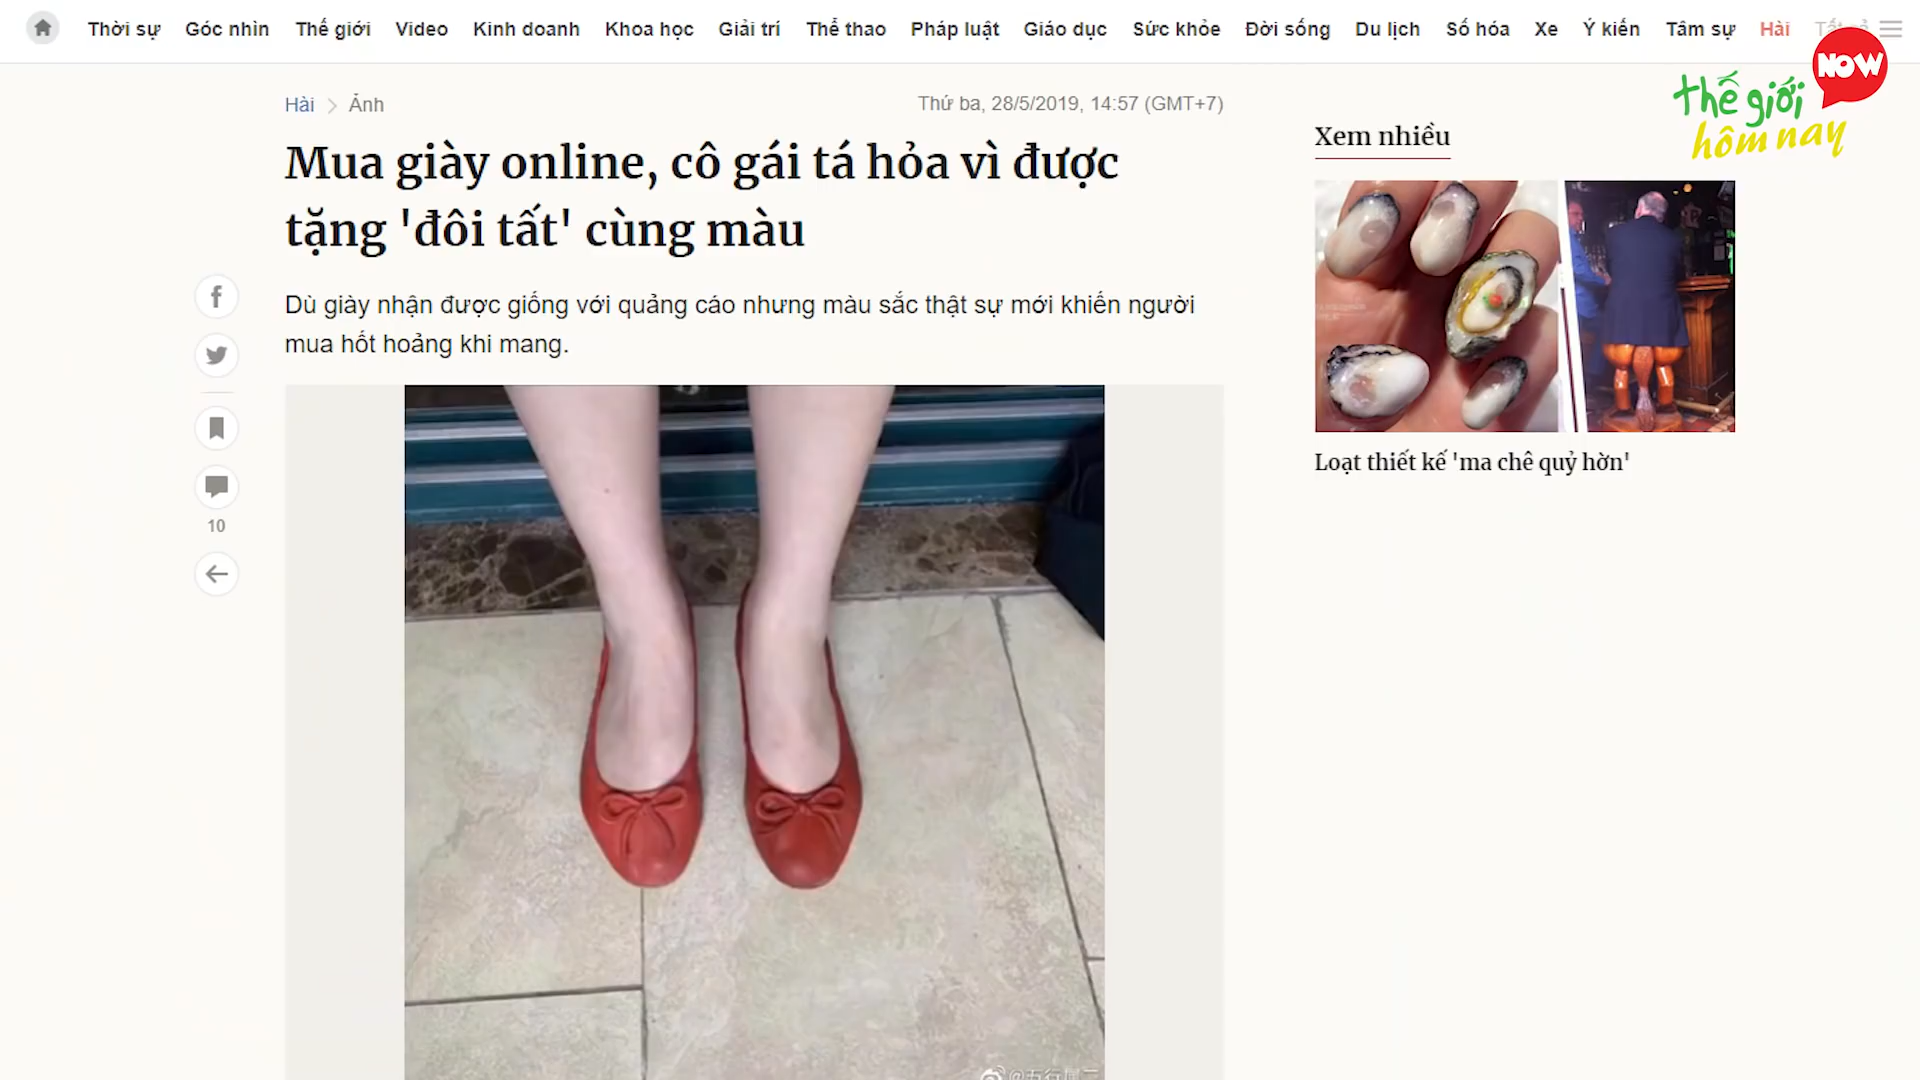 Thời sự Góc nhìn Thế giới Video Kinh doanh Khoa học Giải trí Thể thao Pháp luật Giáo dục Sức khỏe Đời sống Du lịch Số hóa Xe Ý kiến Tâm sự Hài
NOW
thế giới
hôm nay
Hài > Ảnh
Thứ ba, 28/5/2019, 14:57 (GMT+7)
Mua giày online, cô gái tá hỏa vì được
tặng 'đôi tất' cùng màu
Dù giày nhận được giống với quảng cáo nhưng màu sắc thật sự mới khiến người
mua hốt hoảng khi mang.
10
Xem nhiều
Loạt thiết kế 'ma chê quỷ hờn'